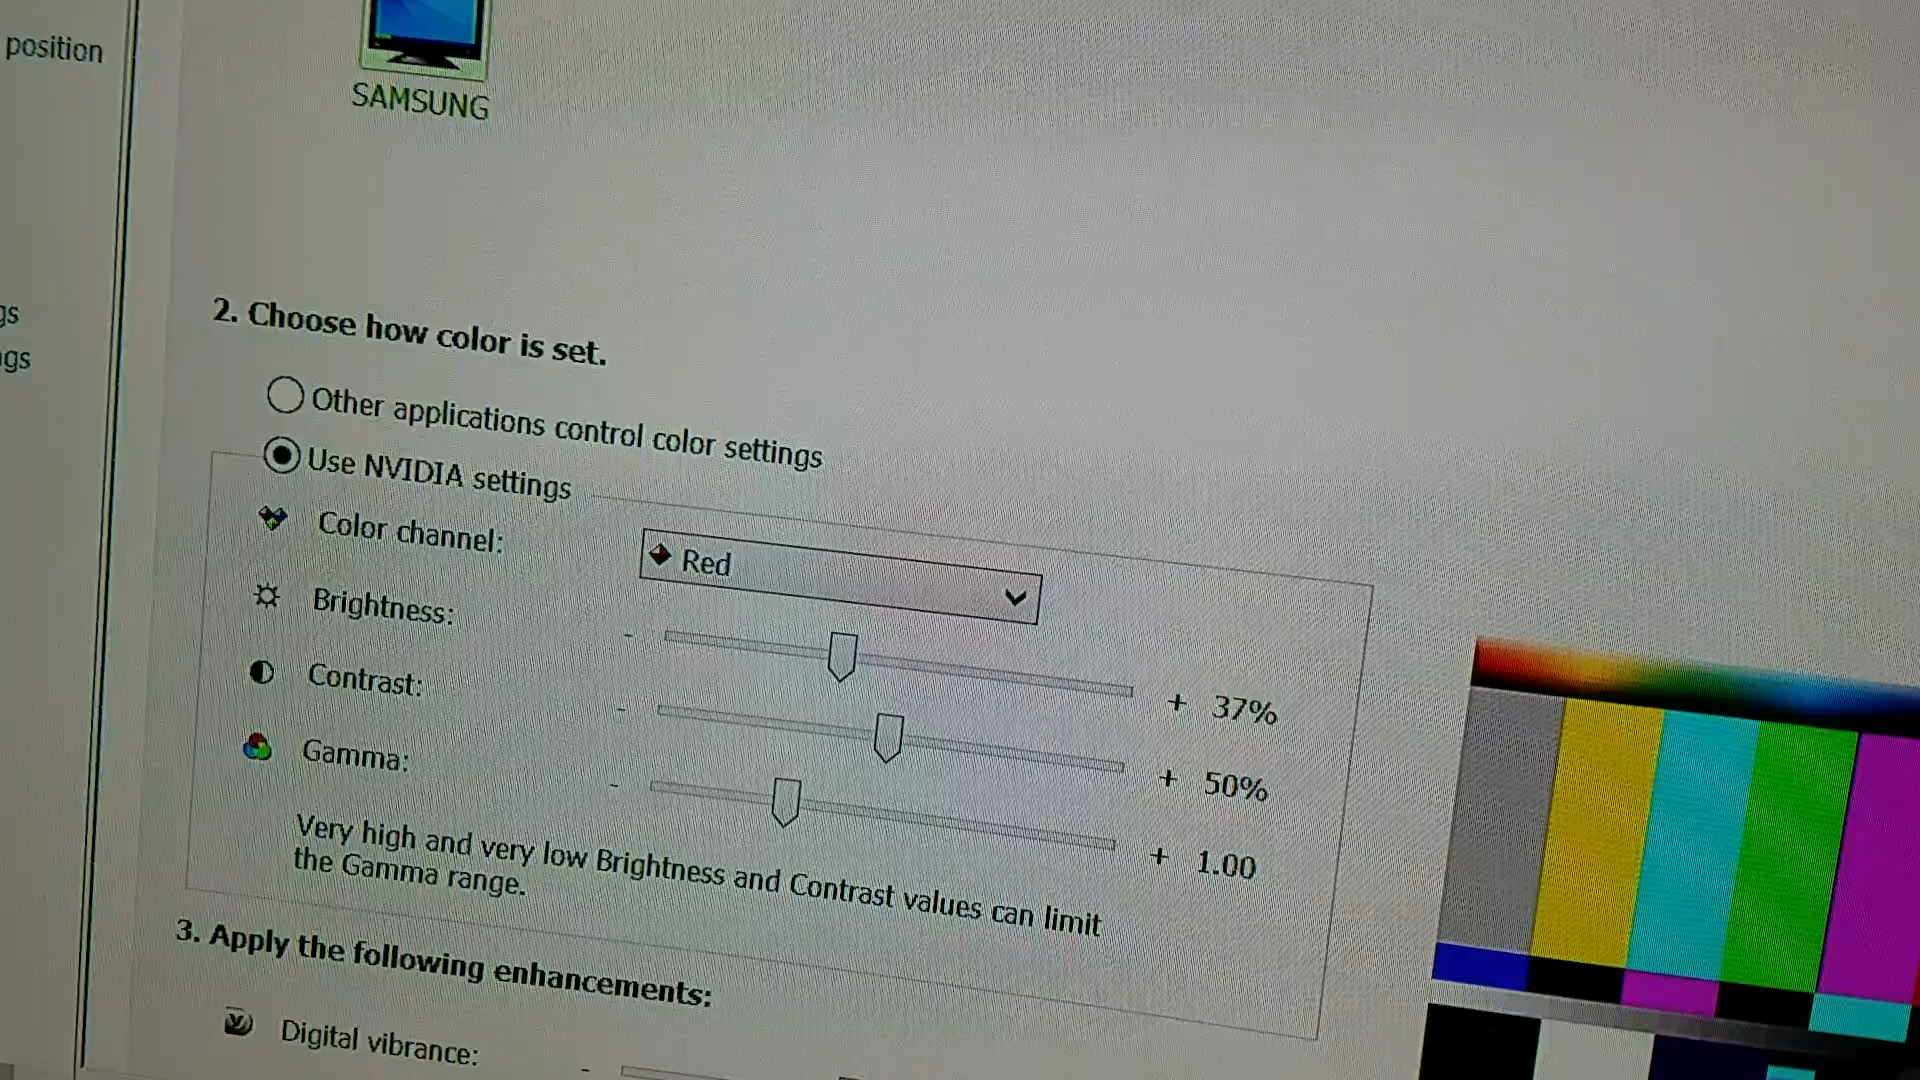 position
SAMSUNG
gs
gs
2. Choose how color is set.
Other applications control color settings
Use NVIDIA settings
Color channel:
Red
Brightness:
- + 37%
Contrast:
- + 50%
Gamma:
- + 1.00
Very high and very low Brightness and Contrast values can limit
the Gamma range.
3. Apply the following enhancements:
Digital vibrance:
-